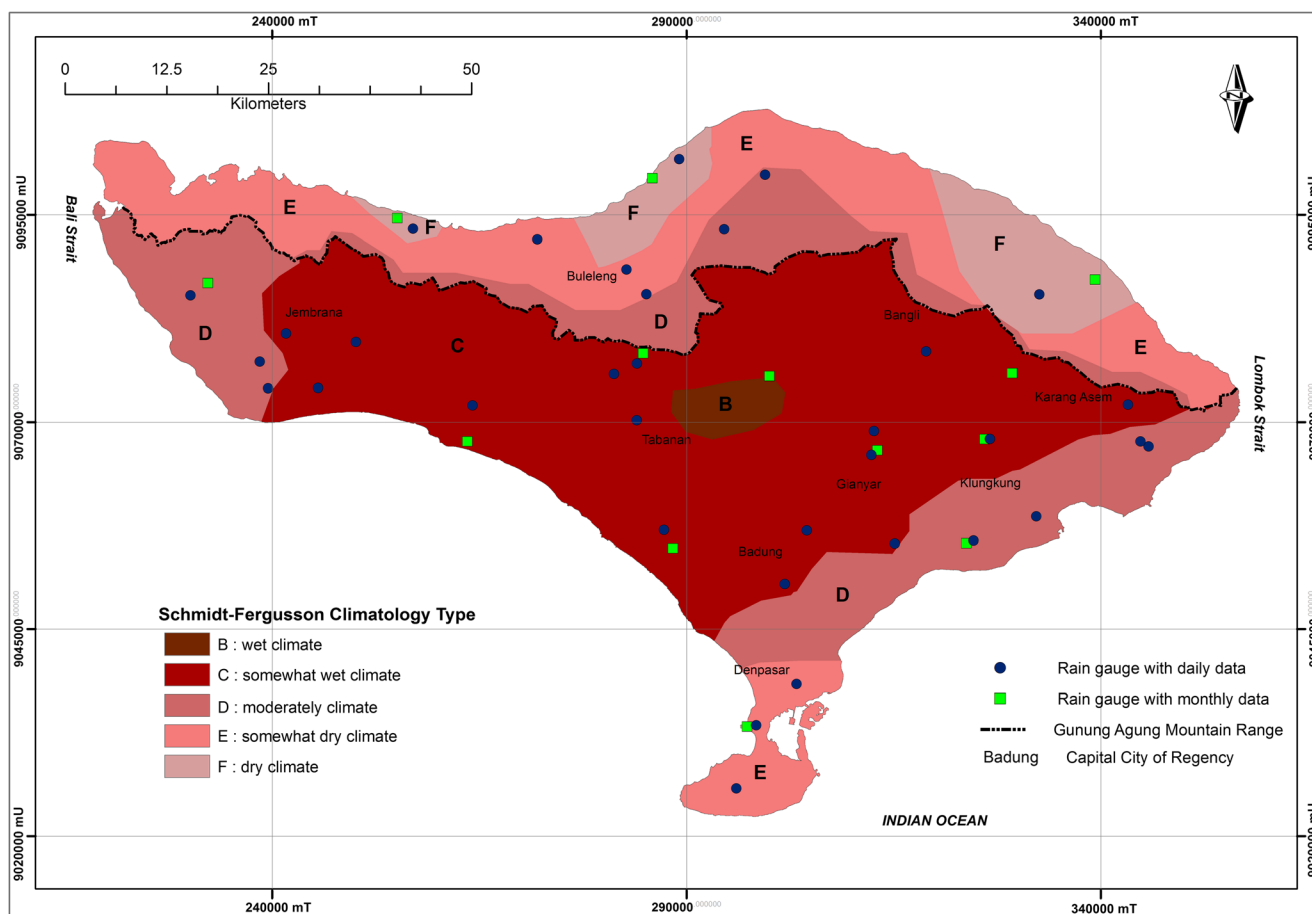 240000 mT
290000.000000 mT
340000 mT
0 12.5 25 50
Kilometers
N
E
Bali Strait
9095000 mU
E
F
F
F
Buleleng
D
Bangli
Jembrana
D
C
E
Lombok Strait
Karang Asem
B
9070000
Tabanan
Gianyar
Klungkung
Badung
D
Schmidt-Fergusson Climatology Type
B : wet climate
C : somewhat wet climate
D : moderately climate
E : somewhat dry climate
F : dry climate
9045000
Denpasar
Rain gauge with daily data
Rain gauge with monthly data
Gunung Agung Mountain Range
Badung Capital City of Regency
E
INDIAN OCEAN
9020000 mU
240000 mT
290000.000000
340000 mT